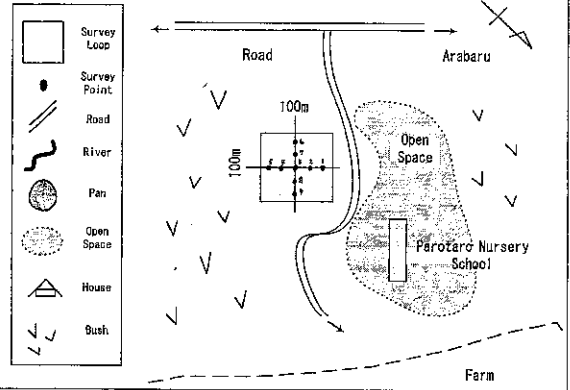 Survey
Loop
Survey
Point
Road
River
Pan
Open
Space
House
Bush
Road
Arabaru
100m
100m
Open
Space
Parotaro Nursery
School
Farm